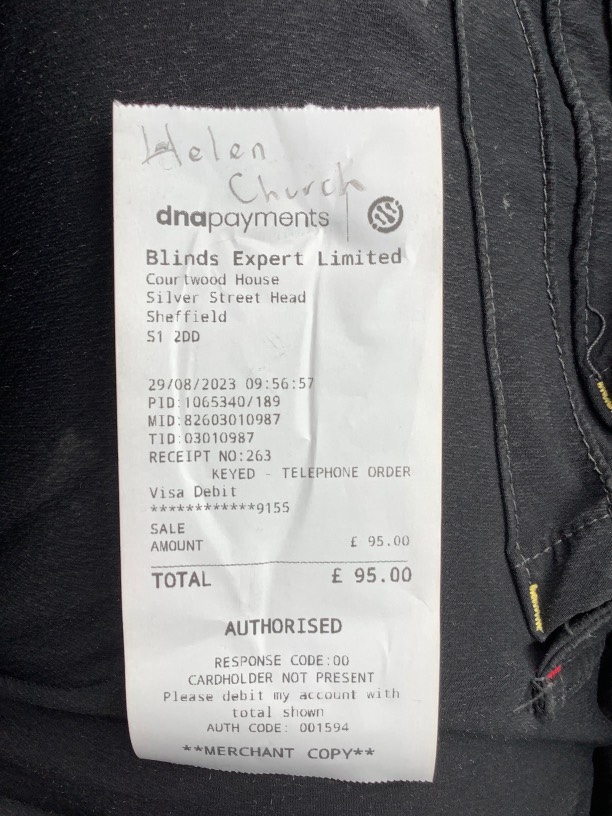 Helen
Church
dnapayments
Blinds Expert Limited
Courtwood House
Silver Street Head
Sheffield
S1 2DD
29/08/2023 09:56:57
PID:1065340/189
MID:82603010987
TID:03010987
RECEIPT NO:263
KEYED - TELEPHONE ORDER
Visa Debit
************9155
SALE
AMOUNT £ 95.00
TOTAL £ 95.00
AUTHORISED
RESPONSE CODE:00
CARDHOLDER NOT PRESENT
Please debit my account with
total shown
AUTH CODE: 001594
**MERCHANT COPY**